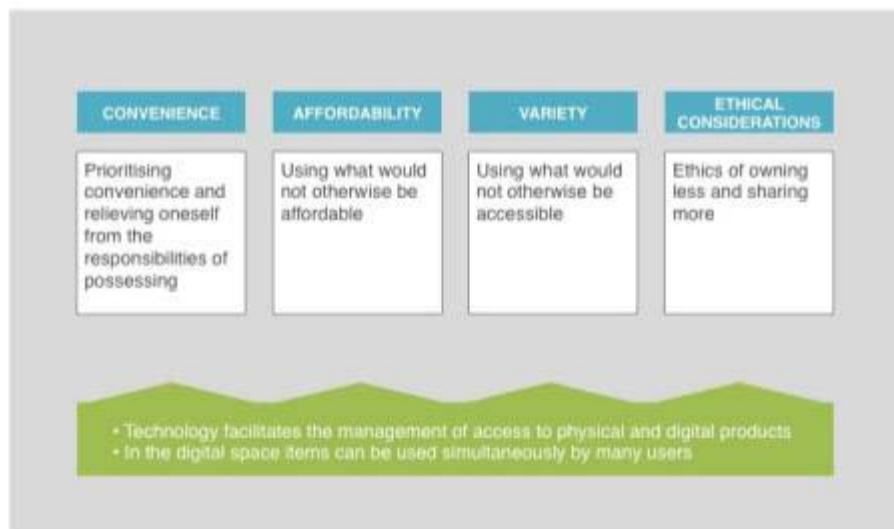 CONVENIENCE
Prioritising
convenience and
relieving oneself
from the
responsibilities of
possessing
AFFORDABILITY
Using what would
not otherwise be
affordable
VARIETY
Using what would
not otherwise be
accessible
ETHICAL
CONSIDERATIONS
Ethics of owning
less and sharing
more
• Technology facilitates the management of access to physical and digital products
• In the digital space items can be used simultaneously by many users